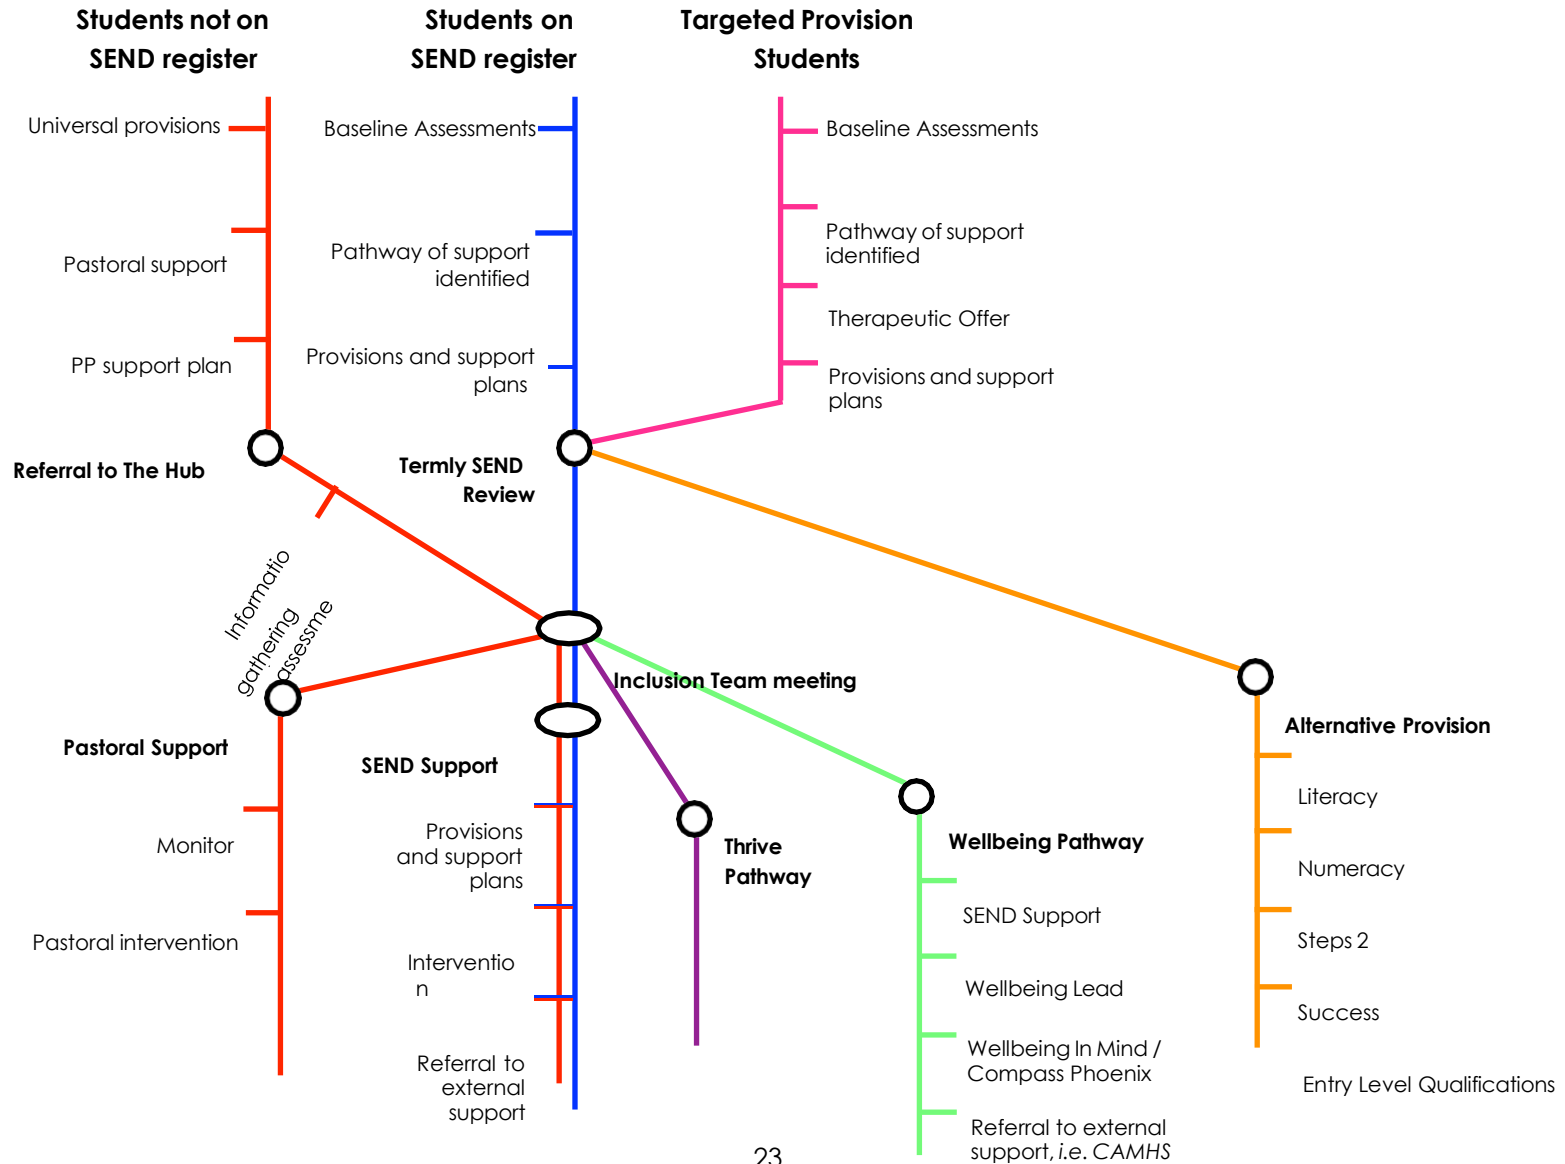 Students not on
SEND register
Students on
SEND register
Targeted Provision
Students
Universal provisions
Pastoral support
PP support plan
Referral to The Hub
Baseline Assessments
Pathway of support
identified
Provisions and support
plans
Termly SEND
Review
Baseline Assessments
Pathway of support
identified
Therapeutic Offer
Provisions and support
plans
Informatio
gathering
assessme
Inclusion Team meeting
Pastoral Support
Monitor
Pastoral intervention
SEND Support
Provisions
and support
plans
Interventio
n
Referral to
external
support
Thrive
Pathway
Wellbeing Pathway
SEND Support
Wellbeing Lead
Wellbeing In Mind /
Compass Phoenix
Referral to external
support, i.e. CAMHS
Alternative Provision
Literacy
Numeracy
Steps 2
Success
Entry Level Qualifications
23